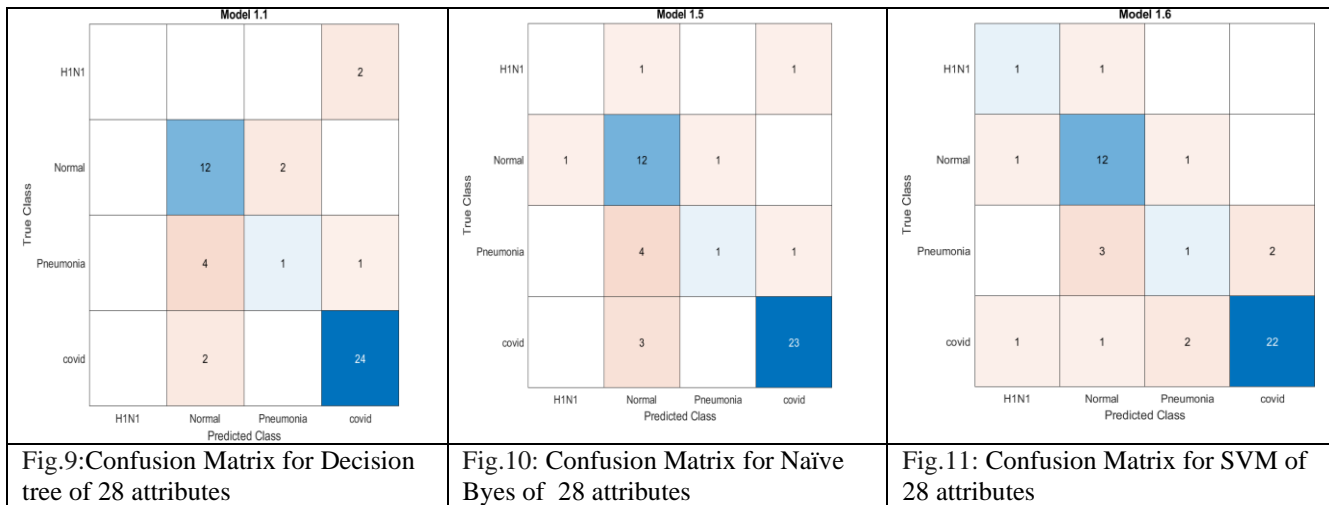 Model 1.1
True Class
H1N1
2
Normal
12 2
Pneumonia
4 1 1
covid
2 24
H1N1 Normal Pneumonia covid
Predicted Class
Fig.9:Confusion Matrix for Decision
tree of 28 attributes
Model 1.5
True Class
H1N1
1 1
Normal
1 12 1
Pneumonia
4 1 1
covid
3 23
H1N1 Normal Pneumonia covid
Predicted Class
Fig.10: Confusion Matrix for Naïve
Byes of 28 attributes
Model 1.6
True Class
H1N1
1 1
Normal
1 12 1
Pneumonia
3 1 2
covid
1 1 2 22
H1N1 Normal Pneumonia covid
Predicted Class
Fig.11: Confusion Matrix for SVM of
28 attributes